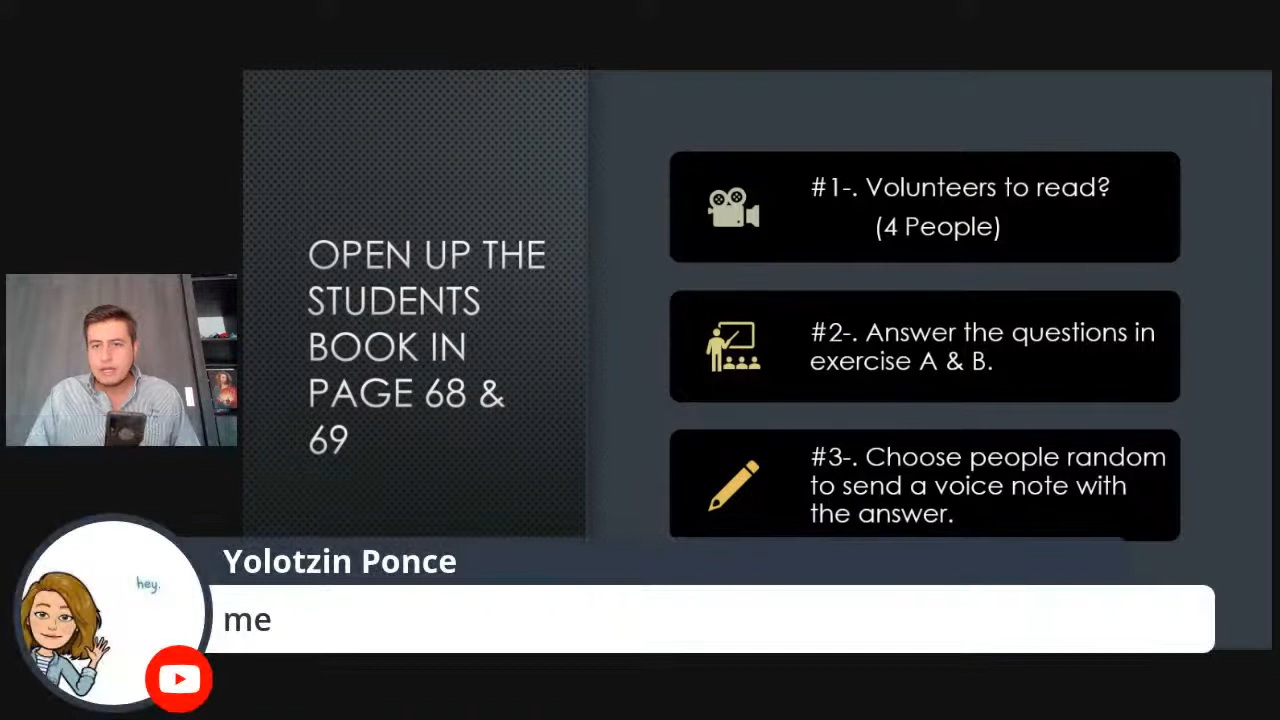 OPEN UP THE
STUDENTS
BOOK IN
PAGE 68 &
69
#1-. Volunteers to read?
(4 People)
#2-. Answer the questions in
exercise A & B.
#3-. Choose people random
to send a voice note with
the answer.
hey.
Yolotzin Ponce
me